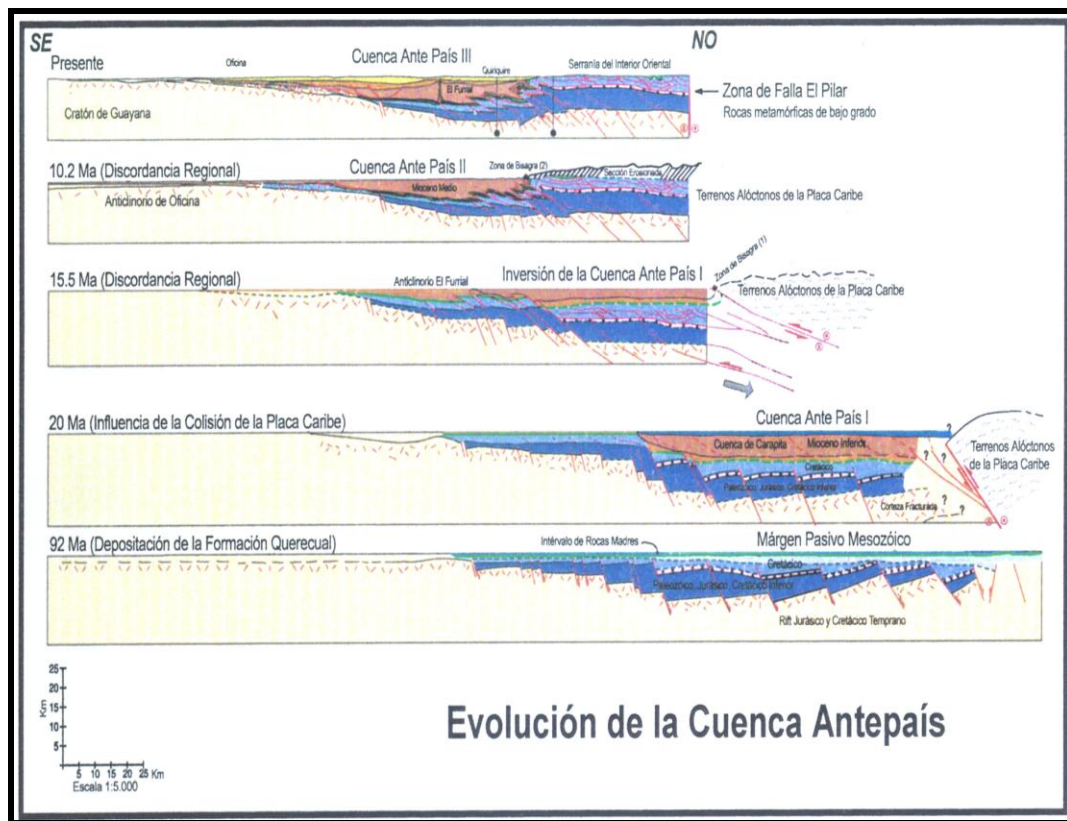 SE
NO
Presente
Oficina
Cuenca Ante País III
Quiriquire
Serranía del Interior Oriental
El Furrial
Zona de Falla El Pilar
Rocas metamórficas de bajo grado
Cratón de Guayana
10.2 Ma (Discordancia Regional)
Cuenca Ante País II
Zona de Bisagra (2)
Sección Erosionada
Mioceno Medio
Anticlinorio de Oficina
Terrenos Alóctonos de la Placa Caribe
15.5 Ma (Discordancia Regional)
Anticlinorio El Furrial
Inversión de la Cuenca Ante País I
Zona de Bisagra (1)
Terrenos Alóctonos de la Placa Caribe
20 Ma (Influencia de la Colisión de la Placa Caribe)
Cuenca Ante País I
Cuenca de Carapita
Mioceno Inferior
Cretácico
Paleozóico, Jurásico, Cretácico Inferior
Corteza Fracturada
? ? ? ? ?
Terrenos Alóctonos
de la Placa Caribe
92 Ma (Depositación de la Formación Querecual)
Intérvalo de Rocas Madres
Márgen Pasivo Mesozóico
Cretácico
Paleozóico, Jurásico, Cretácico Inferior
Rift Jurásico y Cretácico Temprano
25
20
15
10
5
Km
5 10 15 20 25 Km
Escala 1:5.000
Evolución de la Cuenca Antepaís